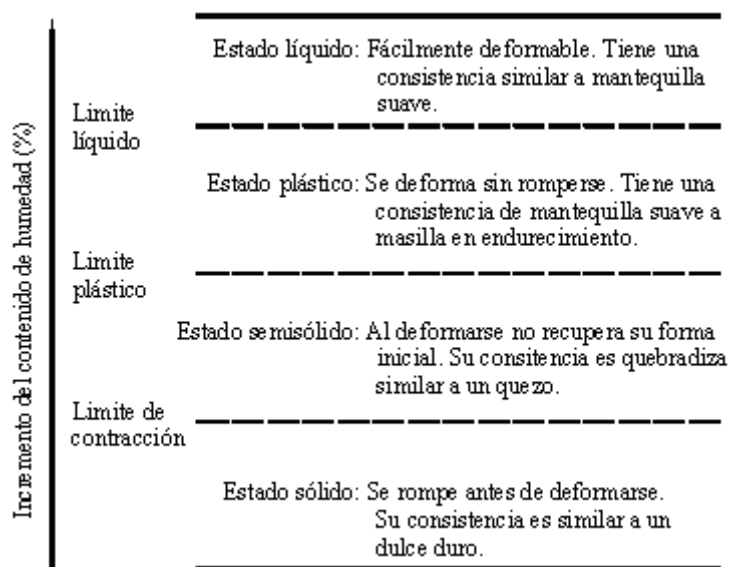 Incremento del contenido de humedad (%)
Estado líquido: Fácilmente deformable. Tiene una
consistencia similar a mantequilla
suave.
Limite
líquido
Estado plástico: Se deforma sin romperse. Tiene una
consistencia de mantequilla suave a
masilla en endurecimiento.
Limite
plástico
Estado semisólido: Al deformarse no recupera su forma
inicial. Su consitencia es quebradiza
similar a un quezo.
Limite de
contracción
Estado sólido: Se rompe antes de deformarse.
Su consistencia es similar a un
dulce duro.